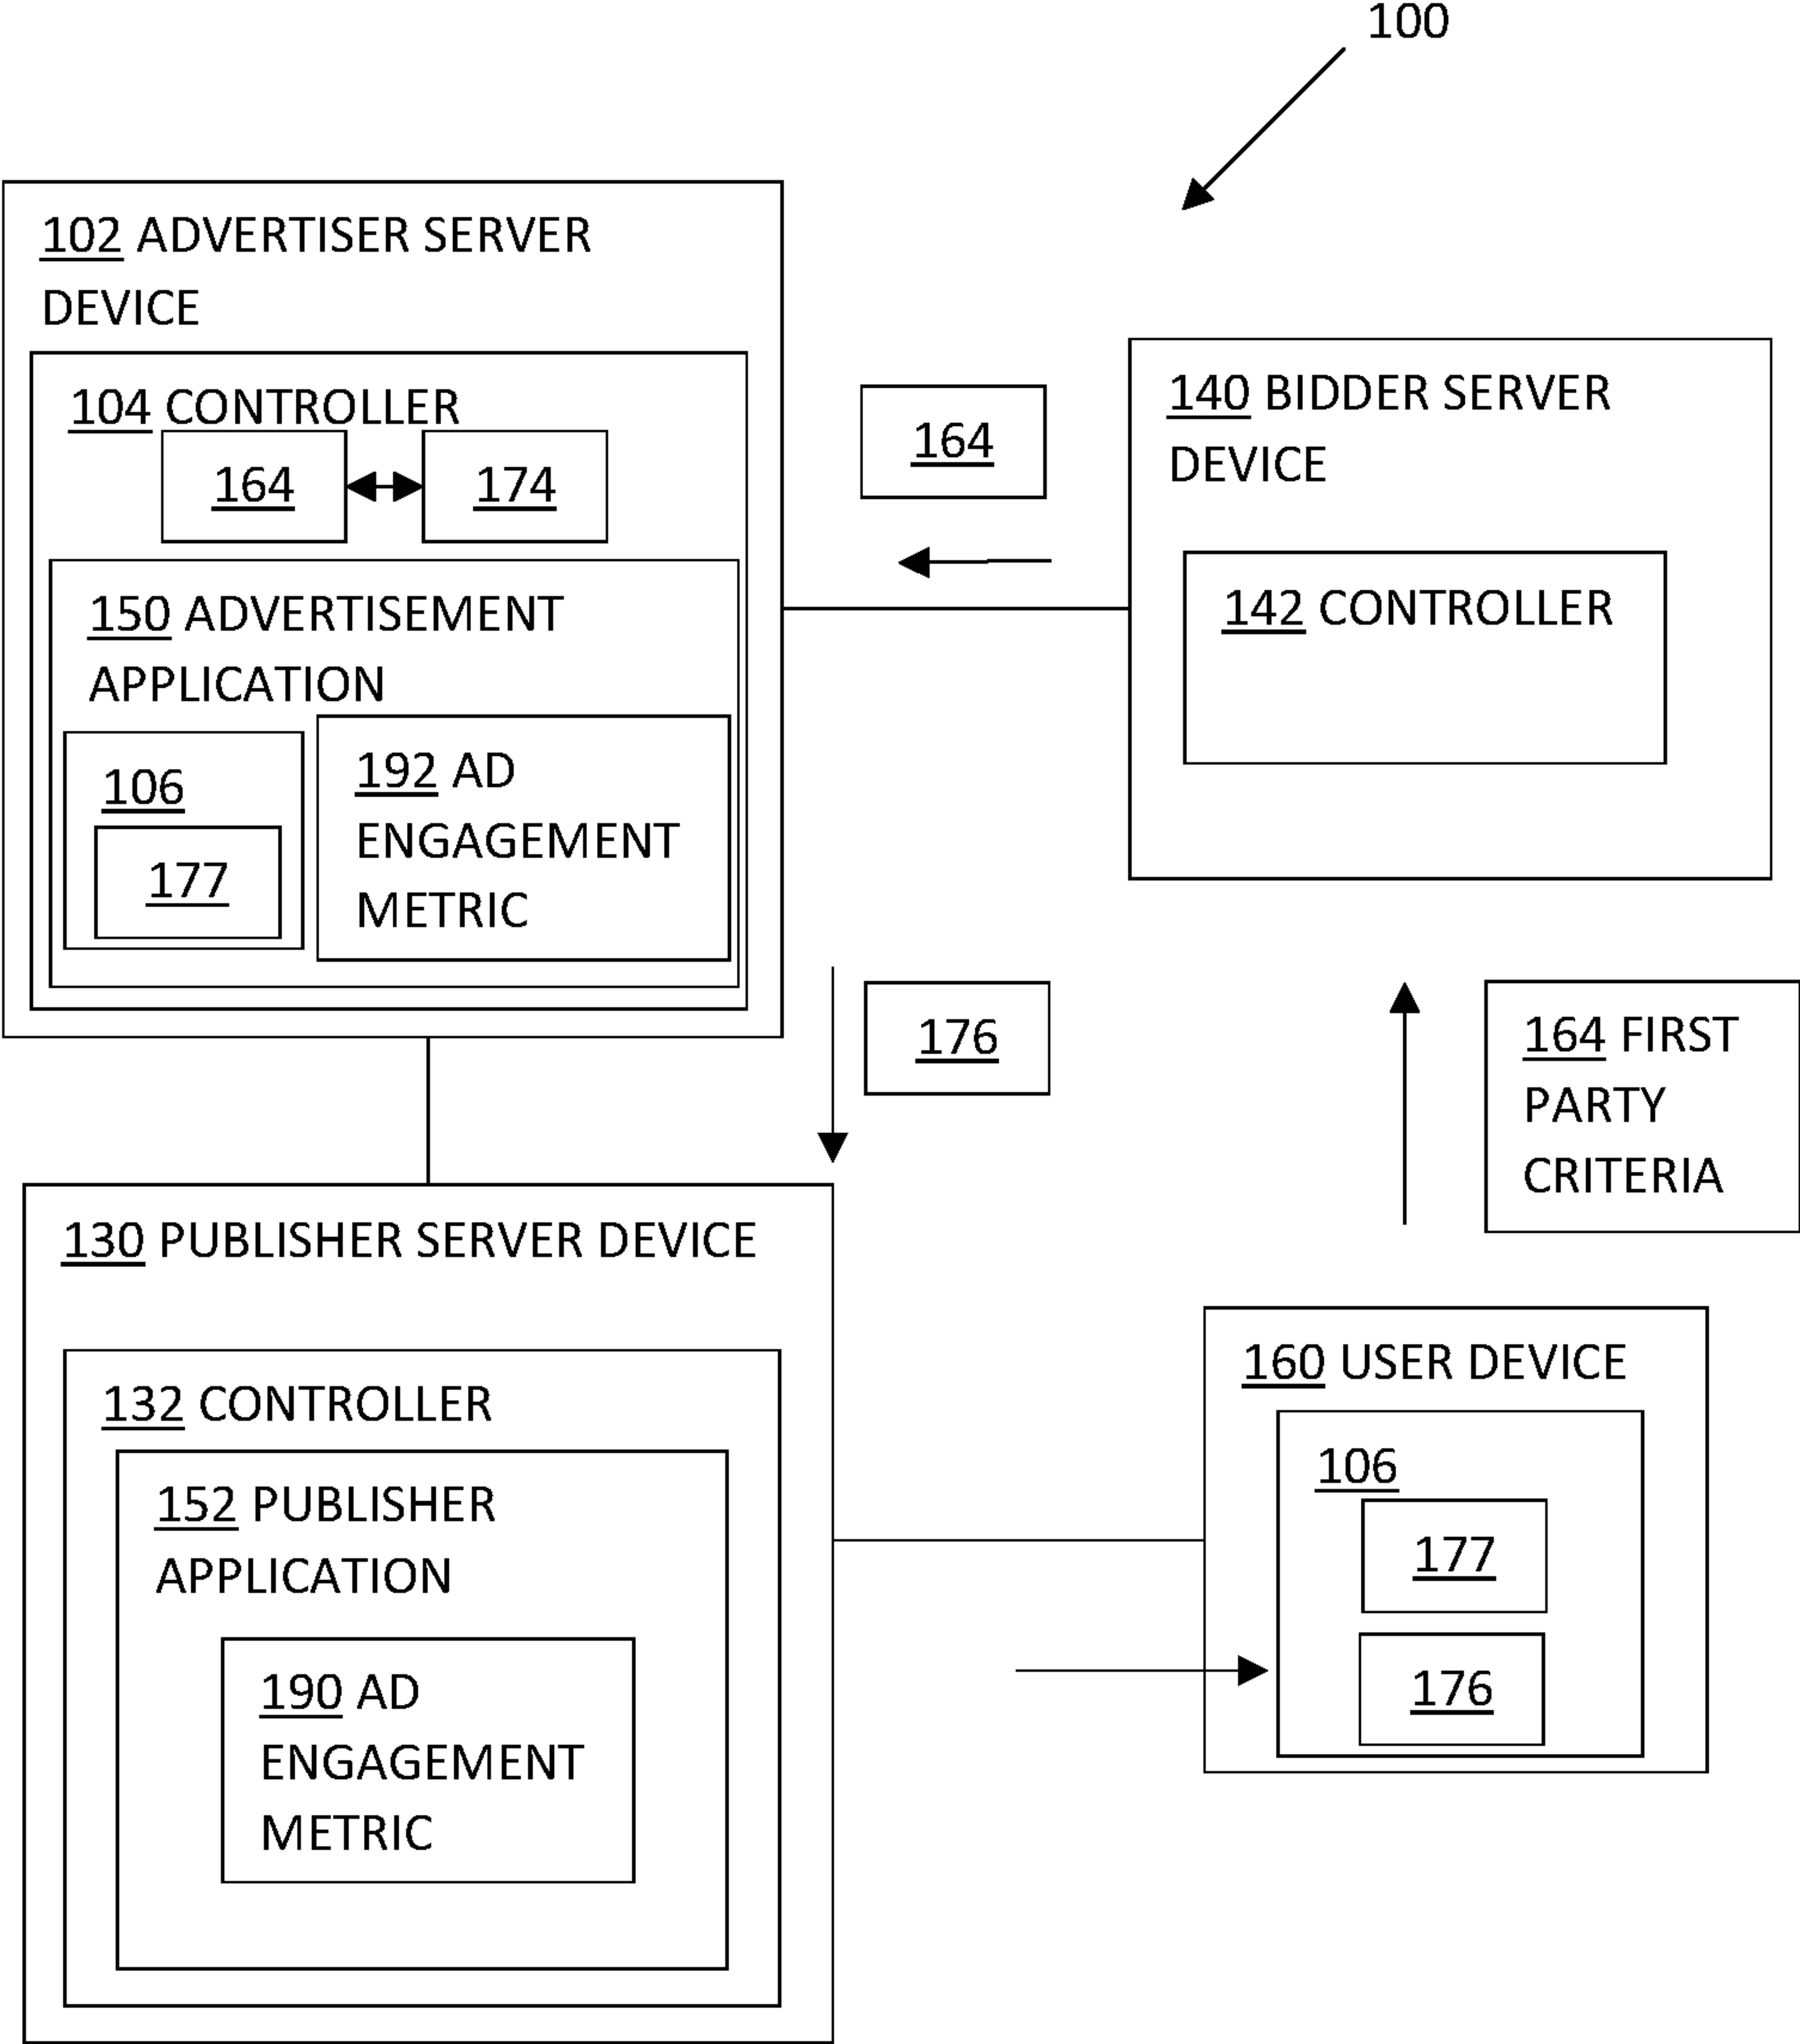 100
102 ADVERTISER SERVER
DEVICE
104 CONTROLLER
164
174
150 ADVERTISEMENT
APPLICATION
106
177
192 AD
ENGAGEMENT
METRIC
164
140 BIDDER SERVER
DEVICE
142 CONTROLLER
176
164 FIRST
PARTY
CRITERIA
130 PUBLISHER SERVER DEVICE
132 CONTROLLER
152 PUBLISHER
APPLICATION
190 AD
ENGAGEMENT
METRIC
160 USER DEVICE
106
177
176